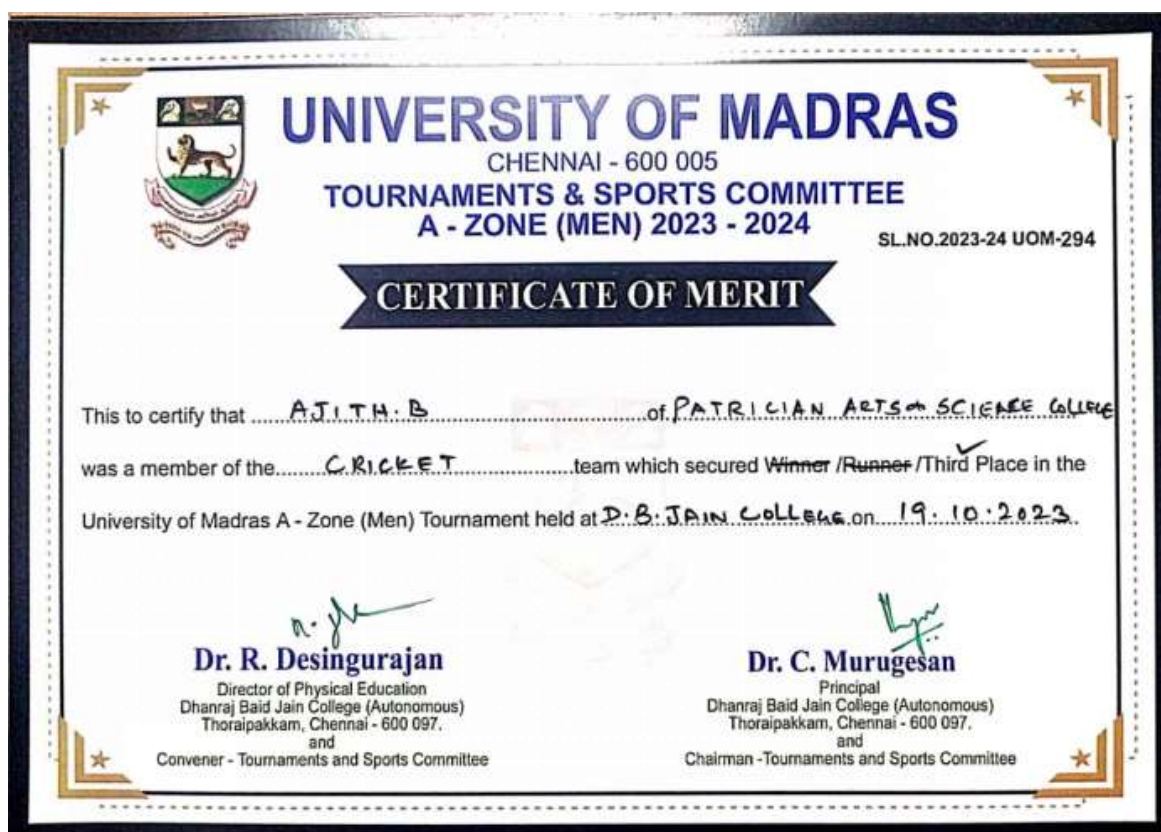 UNIVERSITY OF MADRAS
CHENNAI - 600 005
TOURNAMENTS & SPORTS COMMITTEE
A - ZONE (MEN) 2023 - 2024
SL.NO.2023-24 UOM-294
CERTIFICATE OF MERIT
This to certify that AJITH.B of PATRICIAN ARTS & SCIENCE COLLEGE
was a member of the CRICKET team which secured Winner /Runner /Third Place in the
University of Madras A - Zone (Men) Tournament held at D.B. JAIN COLLEGE on 19.10.2023.
Dr. R. Desingurajan
Director of Physical Education
Dhanraj Baid Jain College (Autonomous)
Thoraipakkam, Chennai - 600 097.
and
Convener - Tournaments and Sports Committee
Dr. C. Murugesan
Principal
Dhanraj Baid Jain College (Autonomous)
Thoraipakkam, Chennai - 600 097.
and
Chairman -Tournaments and Sports Committee